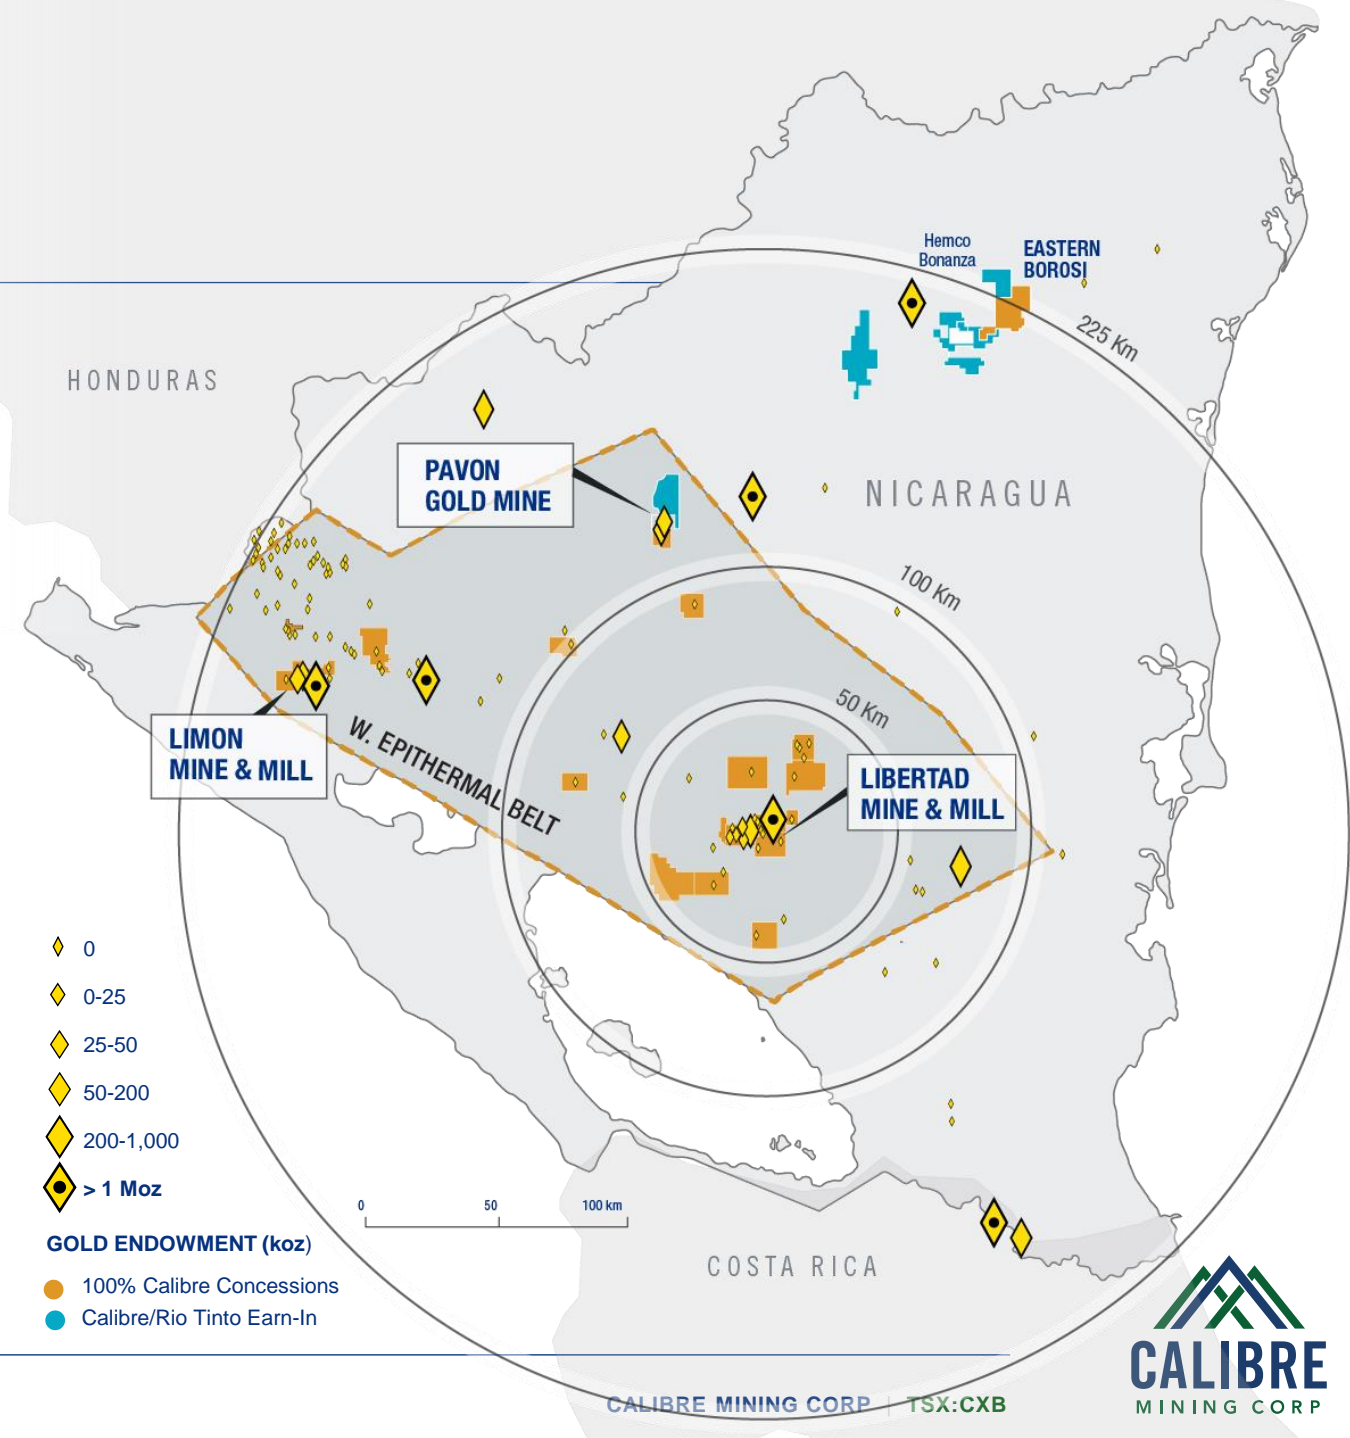 Hemco
Bonanza
EASTERN
BOROSI
225 Km
HONDURAS
PAVON
GOLD MINE
NICARAGUA
100 Km
50 Km
LIMON
MINE & MILL
W. EPITHERMAL BELT
LIBERTAD
MINE & MILL
0
0-25
25-50
50-200
200-1,000
> 1 Moz
0 50 100 km
GOLD ENDOWMENT (koz)
100% Calibre Concessions
Calibre/Rio Tinto Earn-In
COSTA RICA
CALIBRE
MINING CORP
CALIBRE MINING CORP | TSX:CXB